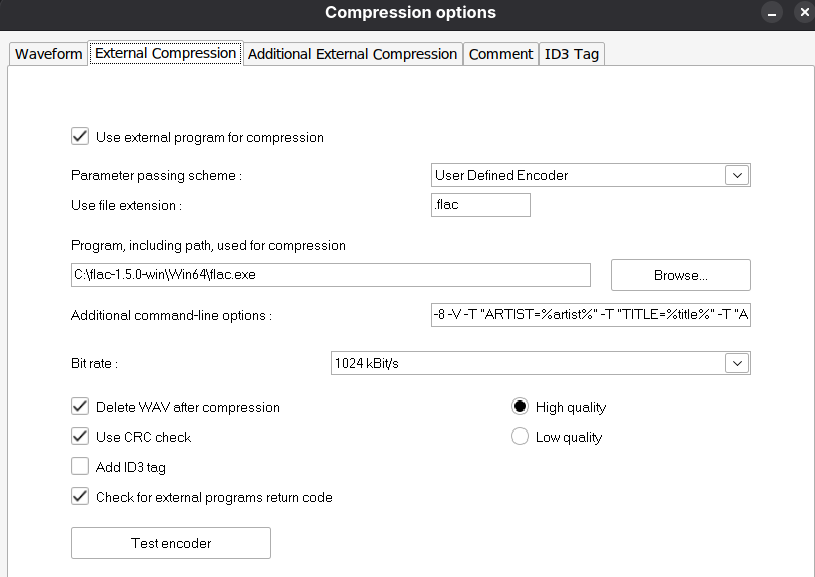 Compression options
Waveform External Compression Additional External Compression Comment ID3 Tag
Use external program for compression
Parameter passing scheme : User Defined Encoder
Use file extension : .flac
Program, including path, used for compression
C:\flac-1.5.0-win\Win64\flac.exe Browse...
Additional command-line options : -8 -V -T "ARTIST=%artist%" -T "TITLE=%title%" -T "A
Bit rate : 1024 kBit/s
Delete WAV after compression High quality
Use CRC check Low quality
Add ID3 tag
Check for external programs return code
Test encoder